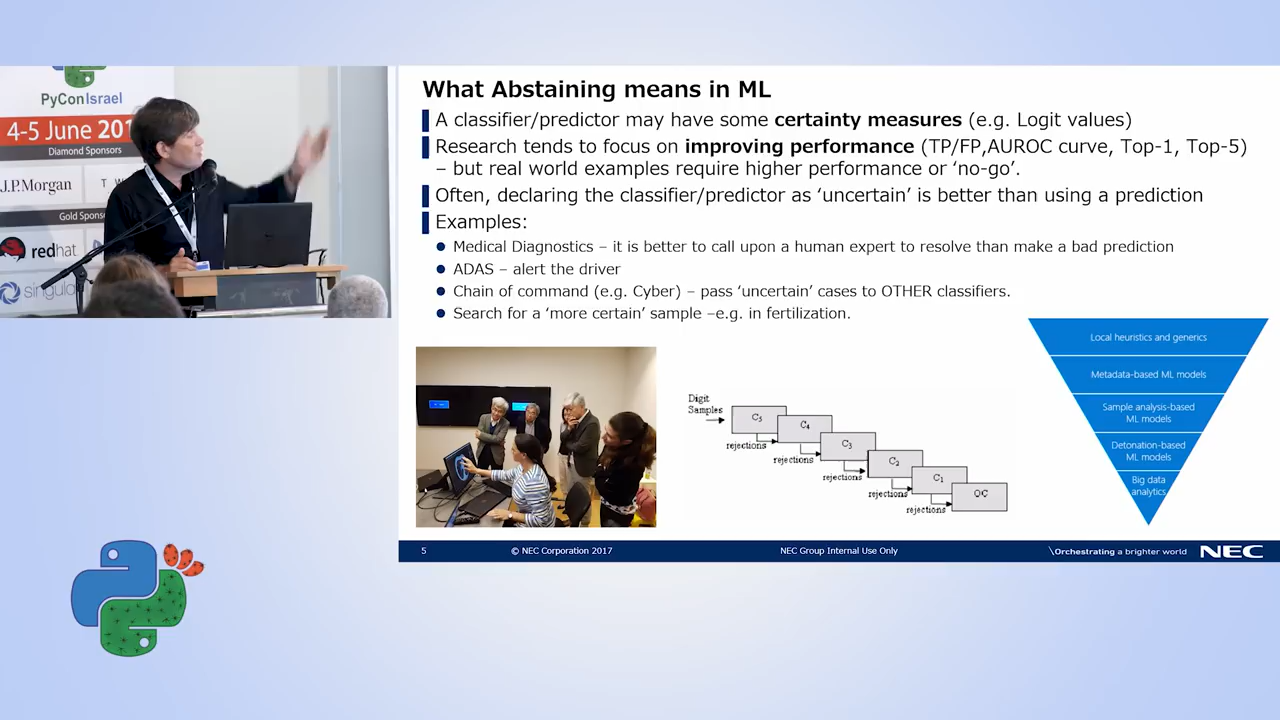 PyConIsrael
4-5 June 201
Diamond Sponsors
J.P.Morgan
T W
Gold Sponso
redhat
singula
What Abstaining means in ML
A classifier/predictor may have some certainty measures (e.g. Logit values)
Research tends to focus on improving performance (TP/FP,AUROC curve, Top-1, Top-5)
– but real world examples require higher performance or ‘no-go’.
Often, declaring the classifier/predictor as ‘uncertain’ is better than using a prediction
Examples:
Medical Diagnostics – it is better to call upon a human expert to resolve than make a bad prediction
ADAS – alert the driver
Chain of command (e.g. Cyber) – pass ‘uncertain’ cases to OTHER classifiers.
Search for a ‘more certain’ sample –e.g. in fertilization.
Digit
Samples
C5
rejections
C4
rejections
C3
rejections
C2
rejections
C1
rejections
QC
Local heuristics and generics
Metadata-based ML models
Sample analysis-based
ML models
Detonation-based
ML models
Big data
analytics
5
© NEC Corporation 2017
NEC Group Internal Use Only
\Orchestrating a brighter world
NEC